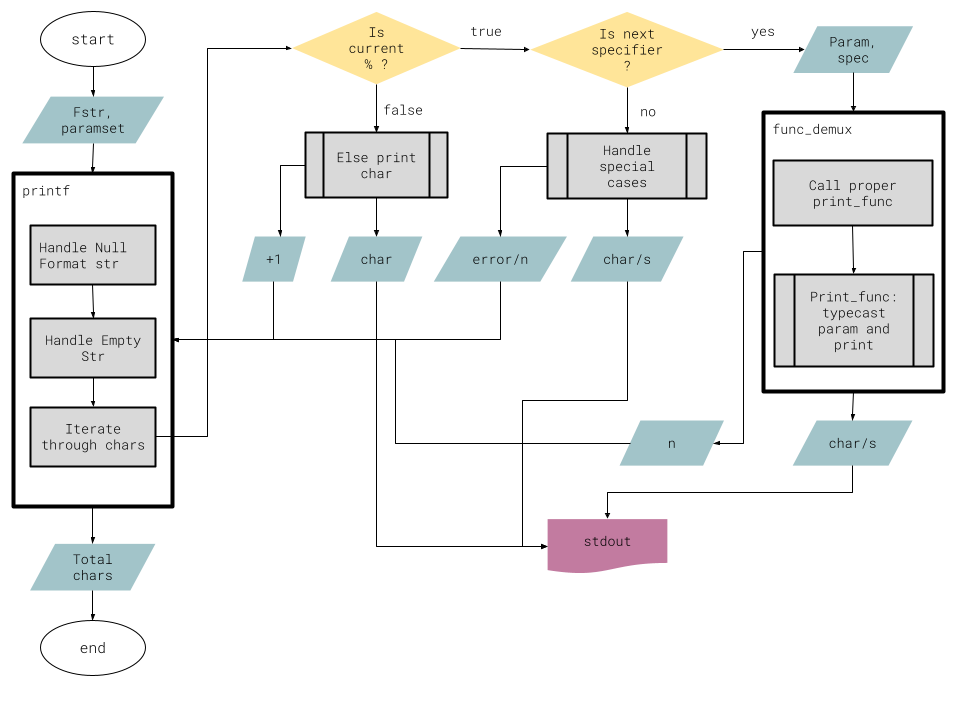 start
Fstr,
paramset
printf
Handle Null
Format str
Handle Empty
Str
Iterate
through chars
Total
chars
end
Is
current
% ?
true
false
Else print
char
+1
char
Is next
specifier
?
yes
no
Handle
special
cases
error/n
char/s
Param,
spec
func_demux
Call proper
print_func
Print_func:
typecast
param and
print
n
char/s
stdout